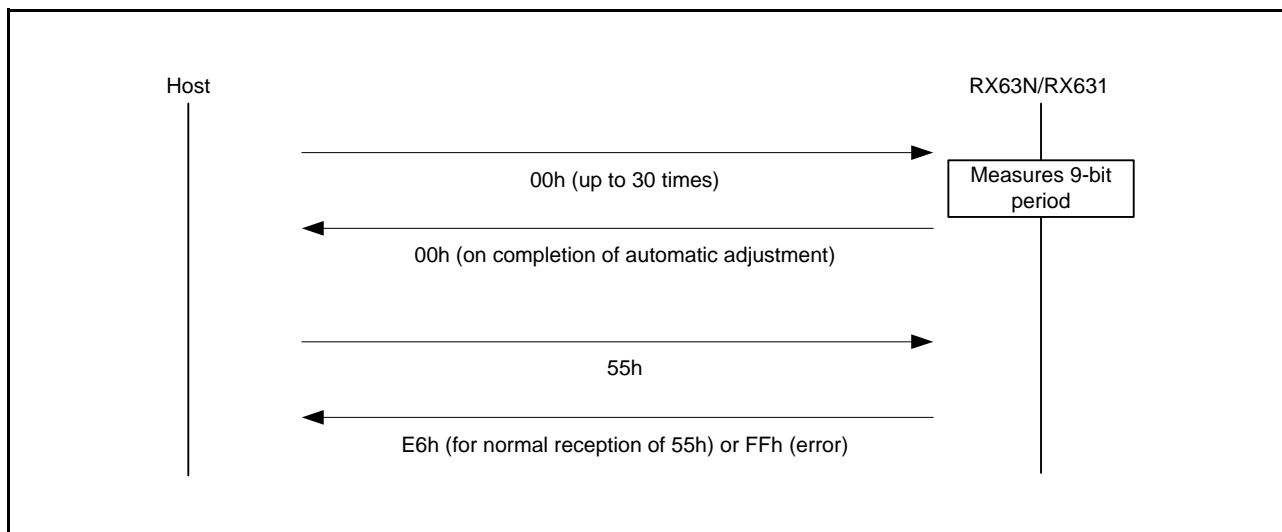 Host
RX63N/RX631
00h (up to 30 times)
Measures 9-bit
period
00h (on completion of automatic adjustment)
55h
E6h (for normal reception of 55h) or FFh (error)